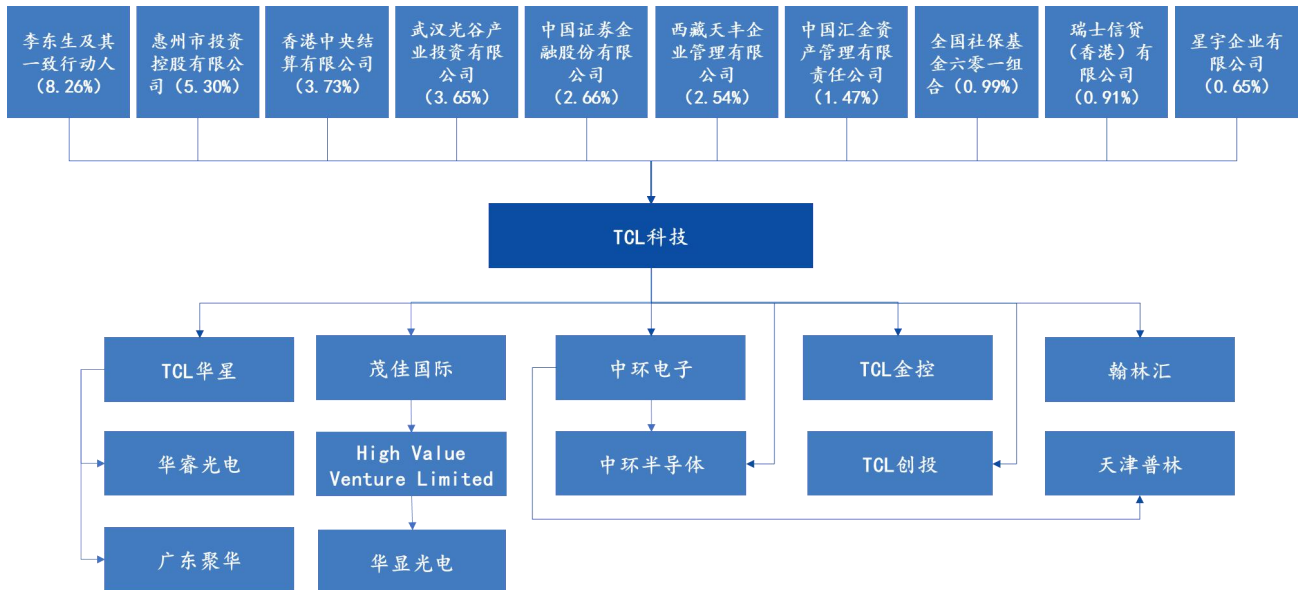 李东生及其
一致行动人
（8.26%）
惠州市投资
控股有限公
司（5.30%）
香港中央结
算有限公司
（3.73%）
武汉光谷产
业投资有限
公司
（3.65%）
中国证券金
融股份有限
公司
（2.66%）
西藏天丰企
业管理有限
公司
（2.54%）
中国汇金资
产管理有限
责任公司
（1.47%）
全国社保基
金六零一组
合（0.99%）
瑞士信贷
（香港）有
限公司
（0.91%）
星宇企业有
限公司
（0.65%）
TCL科技
TCL华星
茂佳国际
中环电子
TCL金控
翰林汇
华睿光电
High Value
Venture Limited
中环半导体
TCL创投
天津普林
广东聚华
华显光电